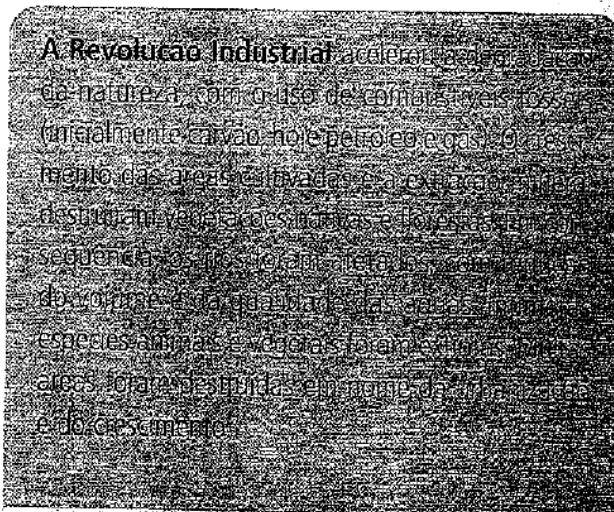 A Revolução Industrial acelerou a degradação
da natureza, com o uso de combustíveis fósseis
(inicialmente carvão, hoje petróleo e gás). O cresci-
mento das áreas cultivadas e a extração mineral
destruíram vegetações nativas e florestas. Em con-
sequência os rios foram afetados, com
do volume e da qualidade das águas.
espécies animais e vegetais foram extintas e
áreas foram destruídas em nome da urbanização
e do crescimento.